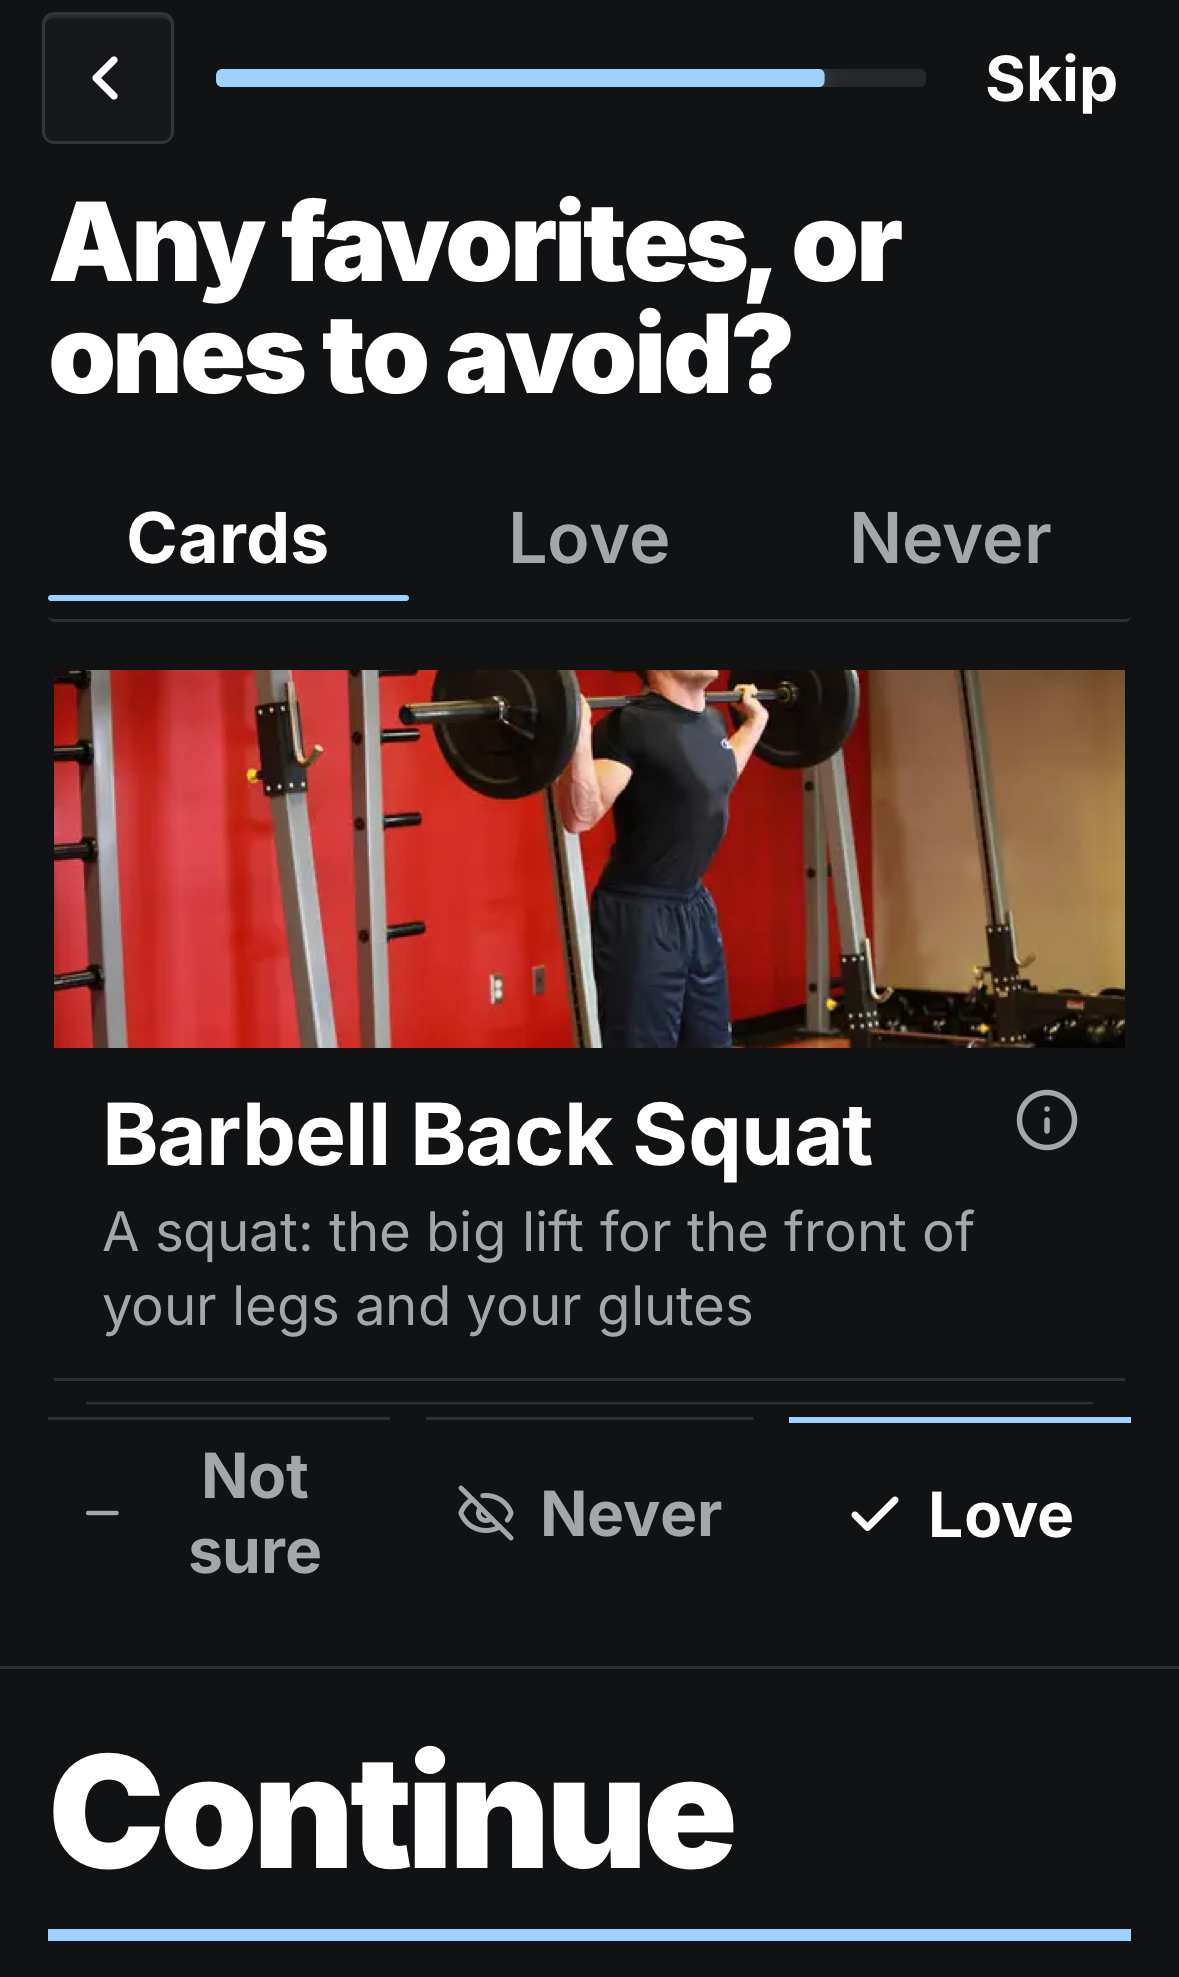 Skip
Any favorites, or
ones to avoid?
Cards Love Never
Barbell Back Squat
A squat: the big lift for the front of
your legs and your glutes
Not
sure
Never
Love
Continue